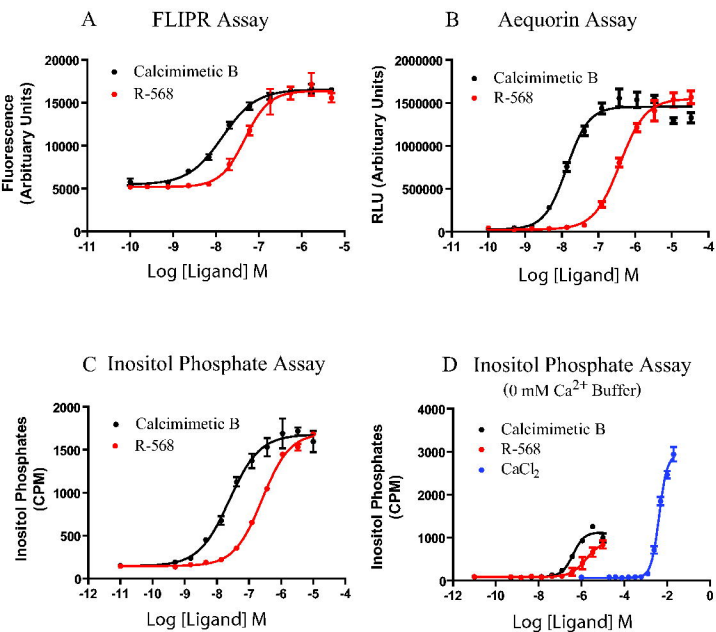 A FLIPR Assay
Calcimimetic B
R-568
Fluorescence
(Arbituary Units)
20000
15000
10000
5000
0
-11 -10 -9 -8 -7 -6 -5
Log [Ligand] M
B Aequorin Assay
Calcimimetic B
R-568
RLU (Arbituary Units)
2000000
1500000
1000000
500000
0
-11 -10 -9 -8 -7 -6 -5 -4
Log [Ligand] M
C Inositol Phosphate Assay
Calcimimetic B
R-568
Inositol Phosphates
(CPM)
2000
1500
1000
500
0
-12 -11 -10 -9 -8 -7 -6 -5 -4
Log [Ligand] M
D Inositol Phosphate Assay
(0 mM Ca2+ Buffer)
Calcimimetic B
R-568
CaCl2
Inositol Phosphates
(CPM)
4000
3000
2000
1000
0
-12 -10 -8 -6 -4 -2 0
Log [Ligand] M